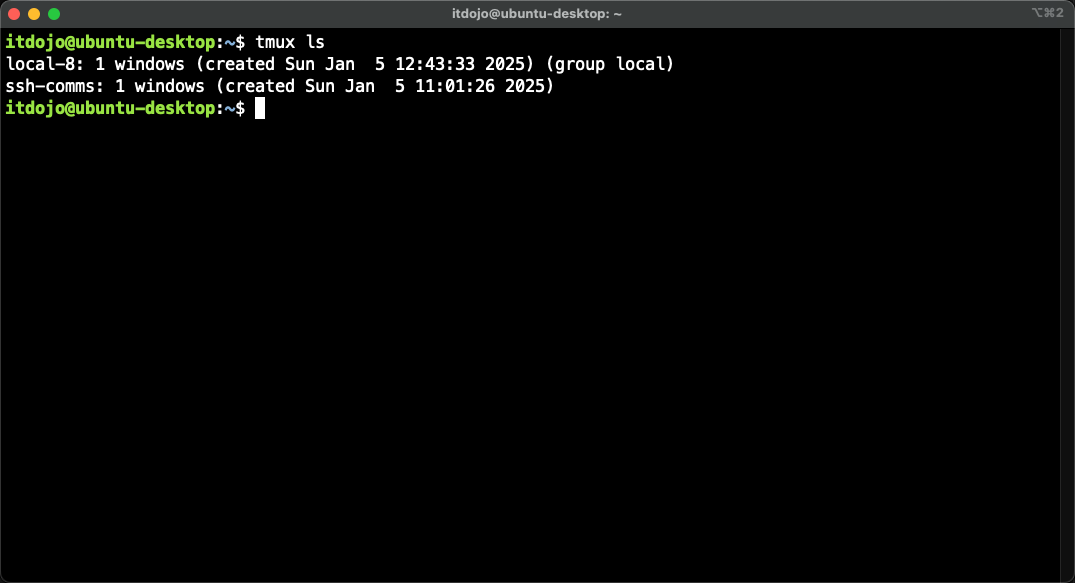 itdojo@ubuntu-desktop: ~
⌥⌘2
itdojo@ubuntu-desktop:~$ tmux ls
local-8: 1 windows (created Sun Jan  5 12:43:33 2025) (group local)
ssh-comms: 1 windows (created Sun Jan  5 11:01:26 2025)
itdojo@ubuntu-desktop:~$